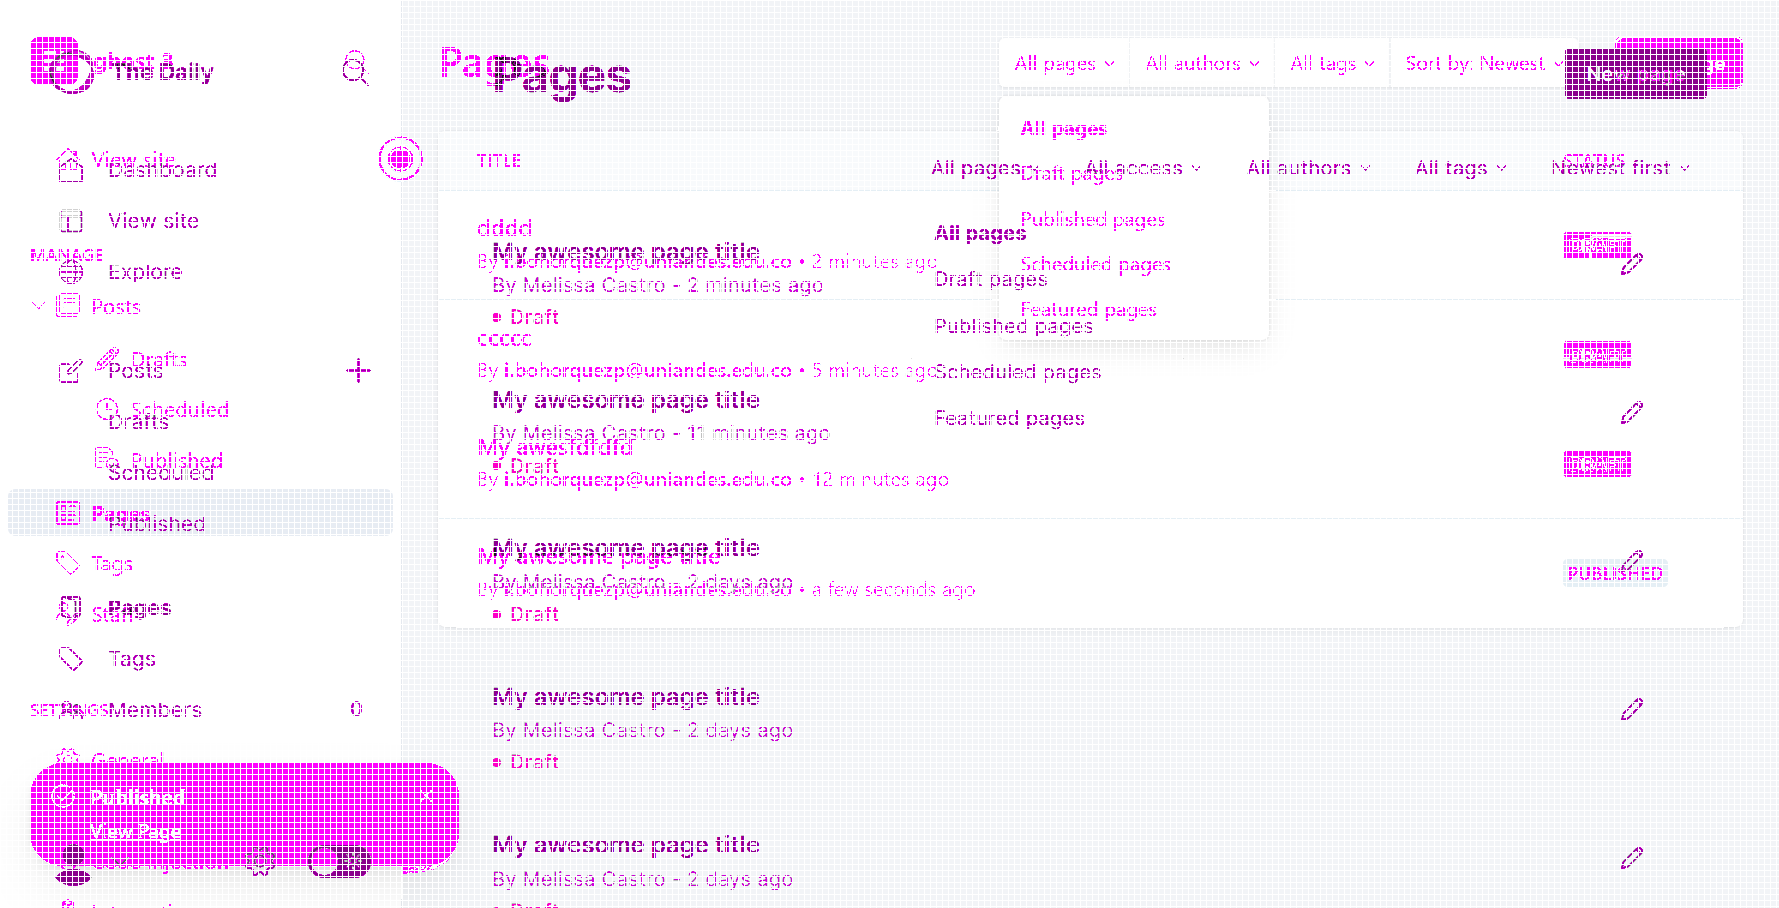 ghost 3
The Daily
Pages
Pages
All pages
All authors
All tags
Sort by: Newest
New page
All pages
Draft pages
Published pages
Scheduled pages
Featured pages
View site
Dashboard
View site
MANAGE
Explore
Posts
Drafts
Posts
Scheduled
Drafts
Published
Scheduled
Pages
Published
Tags
Staff
Pages
Tags
SETTINGS
Members
0
General
Published
View Page
TITLE
STATUS
All pages
All access
All authors
All tags
Newest first
All pages
Draft pages
Published pages
Scheduled pages
Featured pages
dddd
By i.bohorquezp@uniandes.edu.co • 2 minutes ago
DRAFT
My awesome page title
By Melissa Castro - 2 minutes ago
Draft
ccccc
By i.bohorquezp@uniandes.edu.co • 5 minutes ago
DRAFT
My awesome page title
By Melissa Castro - 11 minutes ago
Draft
My awesfdfdfd
By i.bohorquezp@uniandes.edu.co • 12 minutes ago
DRAFT
My awesome page title
By Melissa Castro - 2 days ago
Draft
My awesome page title
By i.bohorquezp@uniandes.edu.co • a few seconds ago
PUBLISHED
My awesome page title
By Melissa Castro - 2 days ago
Draft
My awesome page title
By Melissa Castro - 2 days ago
Draft